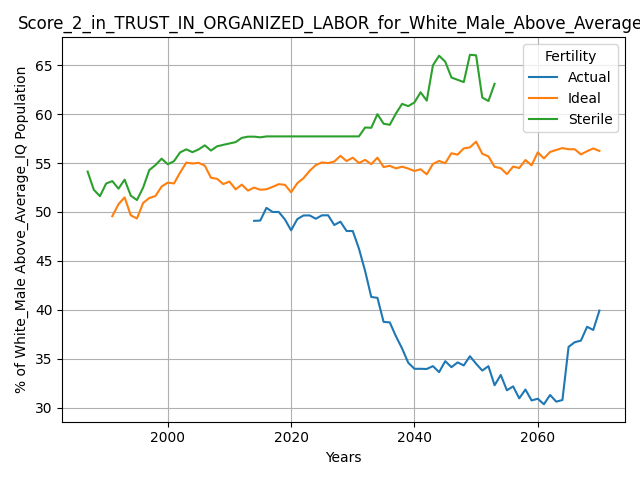 Score_2_in_TRUST_IN_ORGANIZED_LABOR_for_White_Male_Above_Average
% of White_Male Above_Average_IQ Population
65
60
55
50
45
40
35
30
2000
2020
2040
2060
Years
Fertility
Actual
Ideal
Sterile